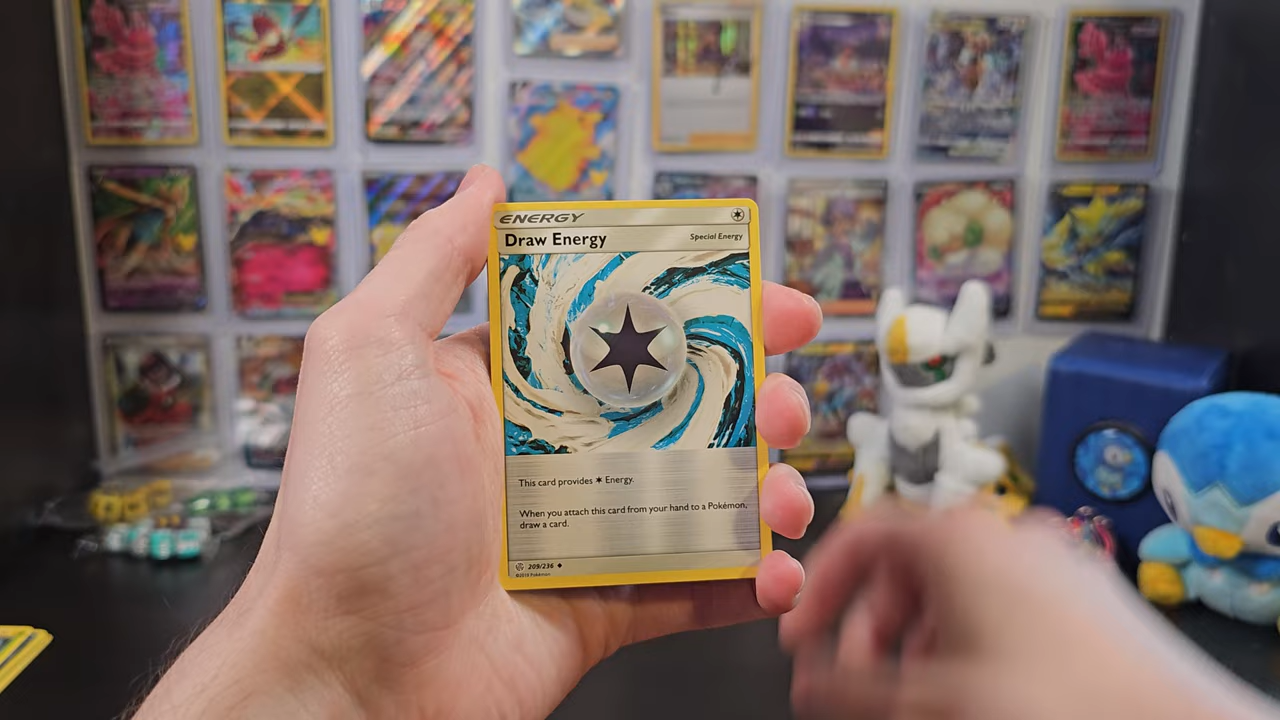 ENERGY
Draw Energy
Special Energy
This card provides Energy.
When you attach this card from your hand to a Pokémon,
draw a card.
209/236
©2019 Pokémon